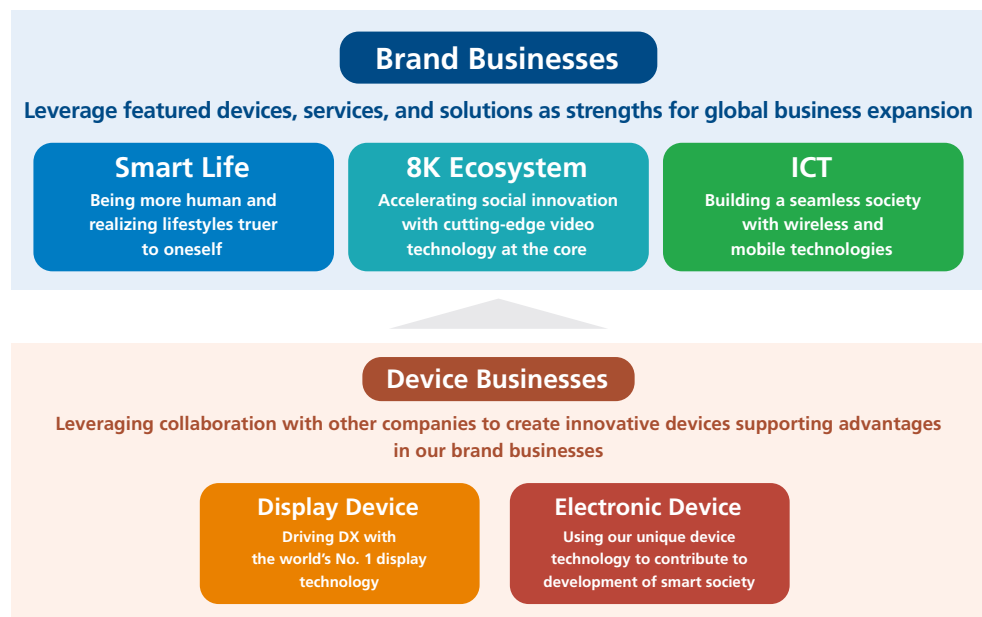 Brand Businesses
Leverage featured devices, services, and solutions as strengths for global business expansion
Smart Life
Being more human and
realizing lifestyles truer
to oneself
8K Ecosystem
Accelerating social innovation
with cutting-edge video
technology at the core
ICT
Building a seamless society
with wireless and
mobile technologies
Device Businesses
Leveraging collaboration with other companies to create innovative devices supporting advantages
in our brand businesses
Display Device
Driving DX with
the world’s No. 1 display
technology
Electronic Device
Using our unique device
technology to contribute to
development of smart society